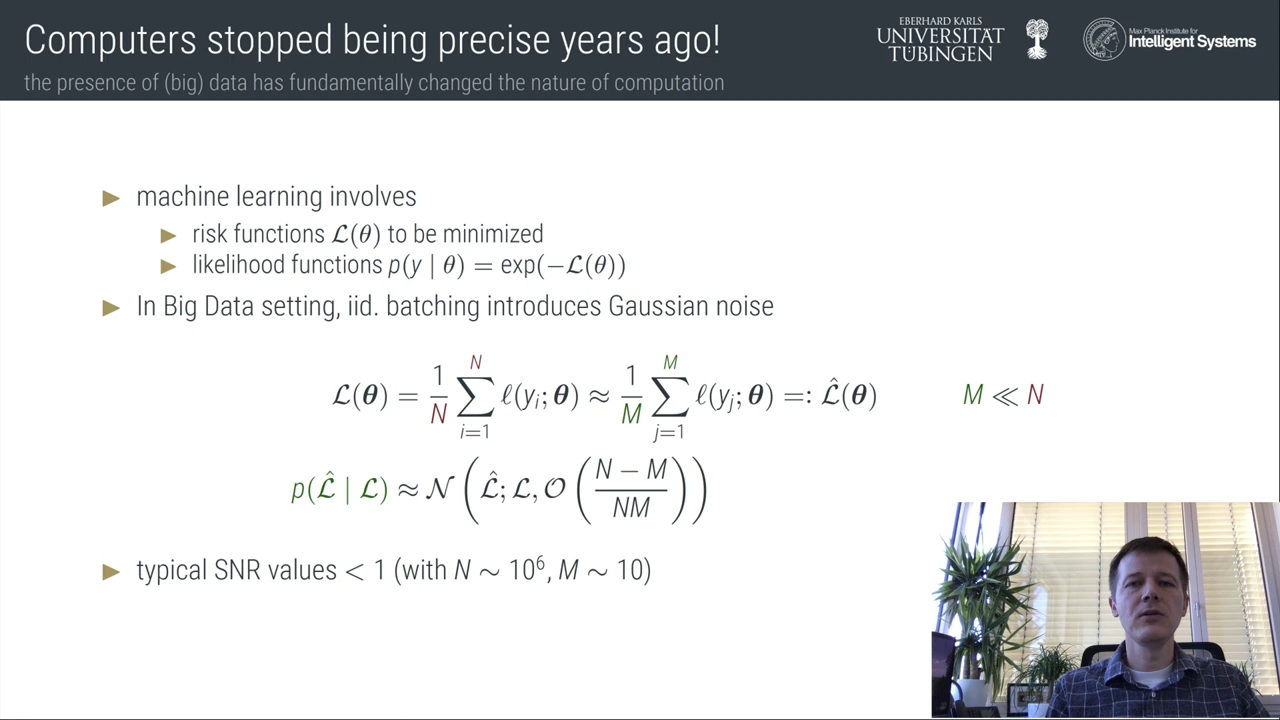 Computers stopped being precise years ago!
the presence of (big) data has fundamentally changed the nature of computation
EBERHARD KARLS
UNIVERSITÄT
TÜBINGEN
Max Planck Institute for
Intelligent Systems
▶ machine learning involves
▶ risk functions ℒ(θ) to be minimized
▶ likelihood functions p(y | θ) = exp(−ℒ(θ))
▶ In Big Data setting, iid. batching introduces Gaussian noise
ℒ(θ) = 1/N ∑_{i=1}^{N} ℓ(y_i; θ) ≈ 1/M ∑_{j=1}^{M} ℓ(y_j; θ) =: ℒ̂(θ) M ≪ N
p(ℒ̂ | ℒ) ≈ 𝒩(ℒ̂; ℒ, 𝒪((N − M)/(NM)))
▶ typical SNR values < 1 (with N ∼ 10⁶, M ∼ 10)